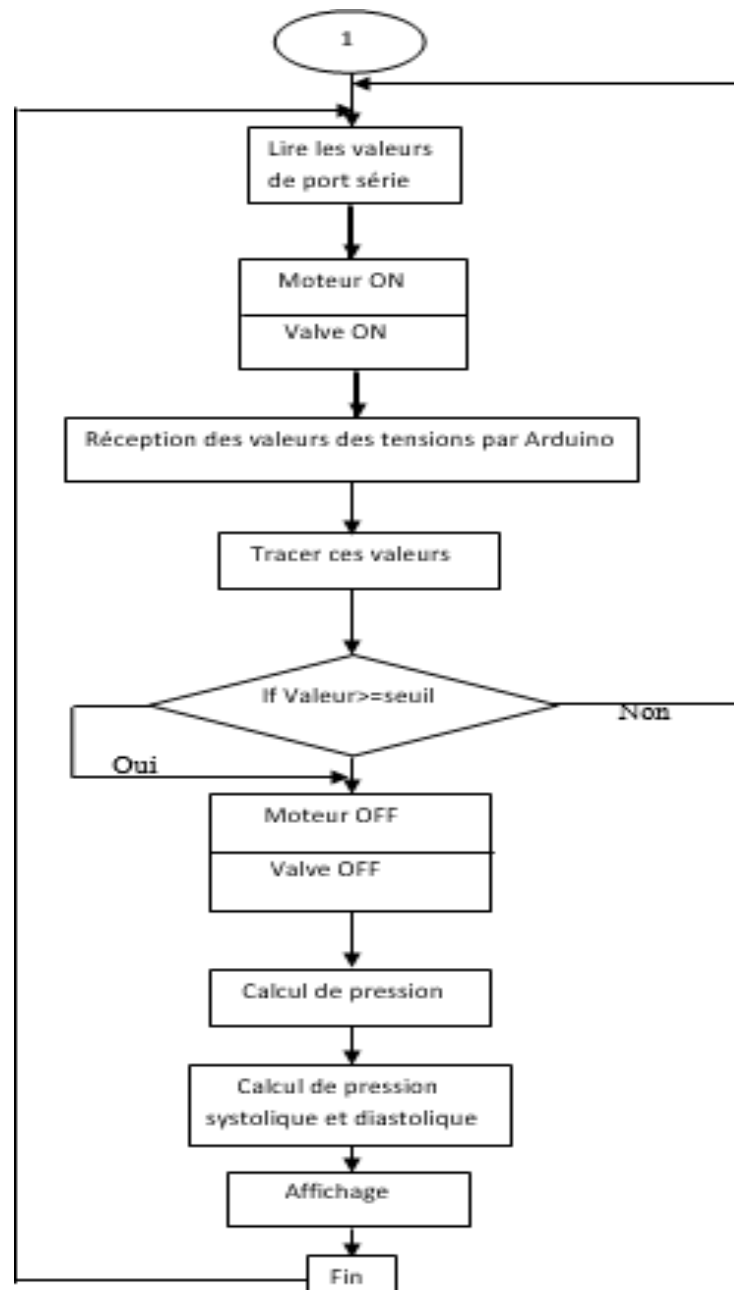 1
Lire les valeurs
de port série
Moteur ON
Valve ON
Réception des valeurs des tensions par Arduino
Tracer ces valeurs
If Valeur>=seuil
Non
Oui
Moteur OFF
Valve OFF
Calcul de pression
Calcul de pression
systolique et diastolique
Affichage
Fin